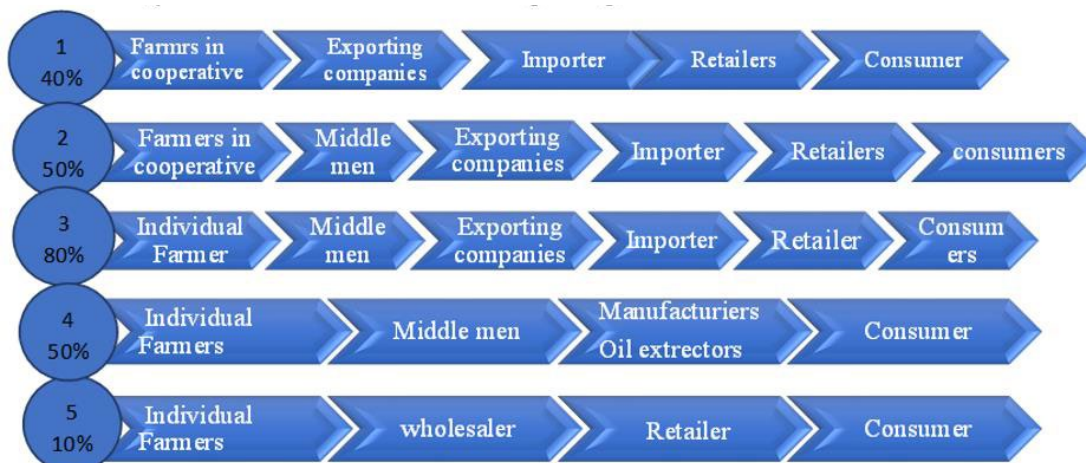 1
40%
Farmrs in
cooperative
Exporting
companies
Importer
Retailers
Consumer
2
50%
Farmers in
cooperative
Middle
men
Exporting
companies
Importer
Retailers
consumers
3
80%
Individual
Farmer
Middle
men
Exporting
companies
Importer
Retailer
Consum
ers
4
50%
Individual
Farmers
Middle men
Manufacturiers
Oil extrectors
Consumer
5
10%
Individual
Farmers
wholesaler
Retailer
Consumer